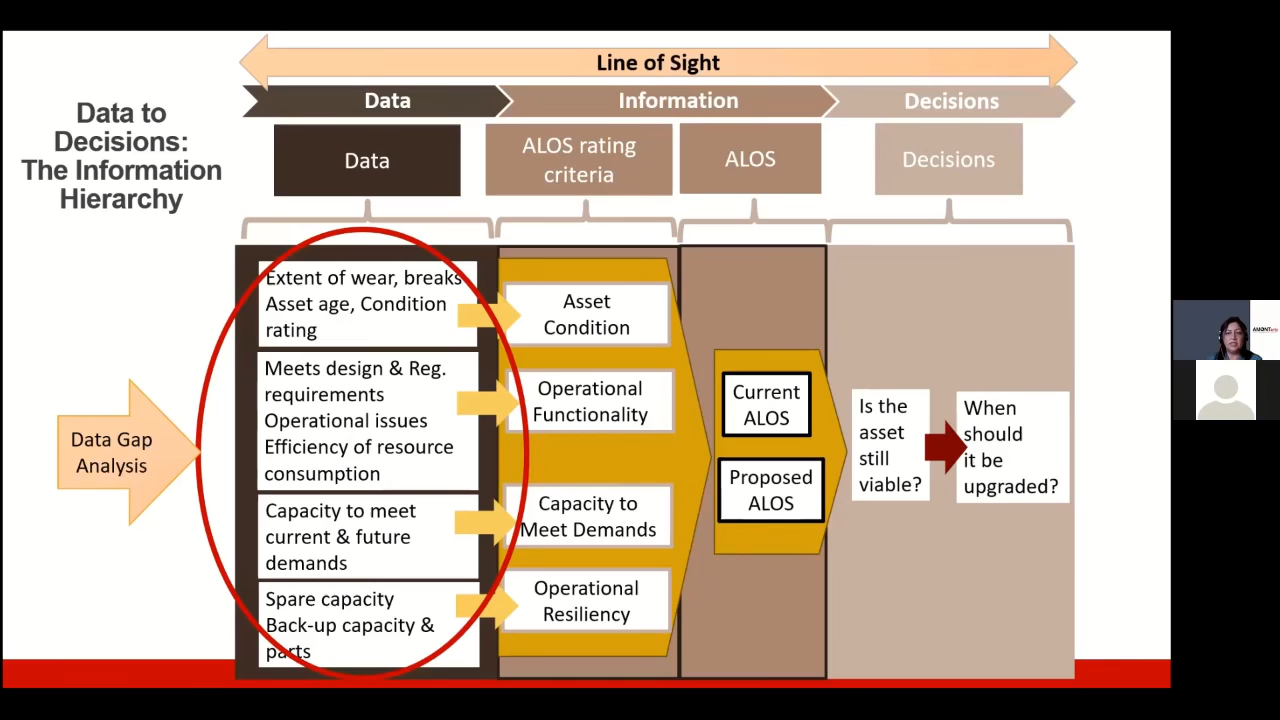 Line of Sight
Data
Information
Decisions
Data to
Decisions:
The Information
Hierarchy
Data
ALOS rating
criteria
ALOS
Decisions
Extent of wear, breaks
Asset age, Condition
rating
Meets design & Reg.
requirements
Operational issues
Efficiency of resource
consumption
Capacity to meet
current & future
demands
Spare capacity
Back-up capacity &
parts
Data Gap
Analysis
Asset
Condition
Operational
Functionality
Capacity to
Meet Demands
Operational
Resiliency
Current
ALOS
Proposed
ALOS
Is the
asset
still
viable?
When
should
it be
upgraded?